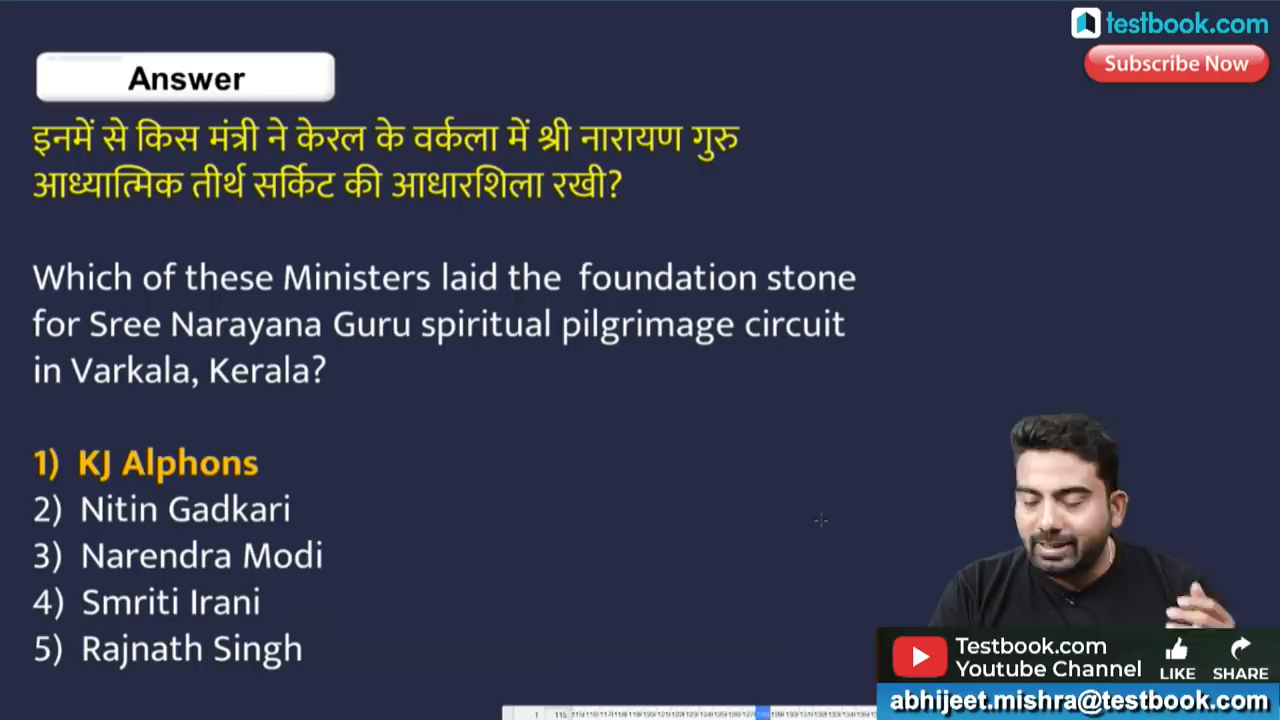 testbook.com
Subscribe Now
Answer
इनमें से किस मंत्री ने केरल के वर्कला में श्री नारायण गुरु
आध्यात्मिक तीर्थ सर्किट की आधारशिला रखी?
Which of these Ministers laid the foundation stone
for Sree Narayana Guru spiritual pilgrimage circuit
in Varkala, Kerala?
1) KJ Alphons
2) Nitin Gadkari
3) Narendra Modi
4) Smriti Irani
5) Rajnath Singh
Testbook.com
Youtube Channel
LIKE
SHARE
abhijeet.mishra@testbook.com